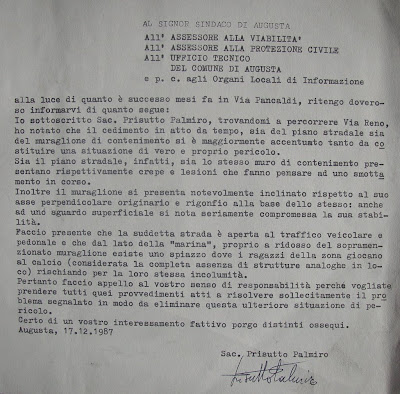 AL SIGNOR SINDACO DI AUGUSTA
All' ASSESSORE ALLA VIABILITA'
All' ASSESSORE ALLA PROTEZIONE CIVILE
All' UFFICIO TECNICO
DEL COMUNE DI AUGUSTA
e p. c. agli Organi Locali di Informazione
alla luce di quanto è successo mesi fa in Via Pancaldi, ritengo dovero-
so informarvi di quanto segue:
Io sottoscritto Sac. Prisutto Palmiro, trovandomi a percorrere Via Reno,
ho notato che il cedimento in atto da tempo, sia del piano stradale sia
del muraglione di contenimento si è maggiormente accentuato tanto da co
stituire una situazione di vero e proprio pericolo.
Sia il piano stradale, infatti, sia lo stesso muro di contenimento pre-
sentano rispettivamente crepe e lesioni che fanno pensare ad uno smotta
mento in corso.
Inoltre il muraglione si presenta notevolmente inclinato rispetto al suo
asse perpendicolare originario e rigonfio alla base dello stesso: anche
ad uno sguardo superficiale si nota seriamente compromessa la sua stabi-
lità.
Faccio presente che la suddetta strada è aperta al traffico veicolare e
pedonale e che dal lato della "marina", proprio a ridosso del sopramen-
zionato muraglione esiste uno spiazzo dove i ragazzi della zona giocano
al calcio (considerata la completa assenza di strutture analoghe in lo-
co) rischiando per la loro stessa incolumità.
Pertanto faccio appello al vostro senso di responsabilità perché vogliate
prendere tutti quei provvedimenti atti a risolvere sollecitamente il pro
blema segnalato in modo da eliminare questa ulteriore situazione di pe-
ricolo.
Certo di un vostro interessamento fattivo porgo distinti ossequi.
Augusta, 17.12.1987
Sac. Prisutto Palmiro
Prisutto Palmiro